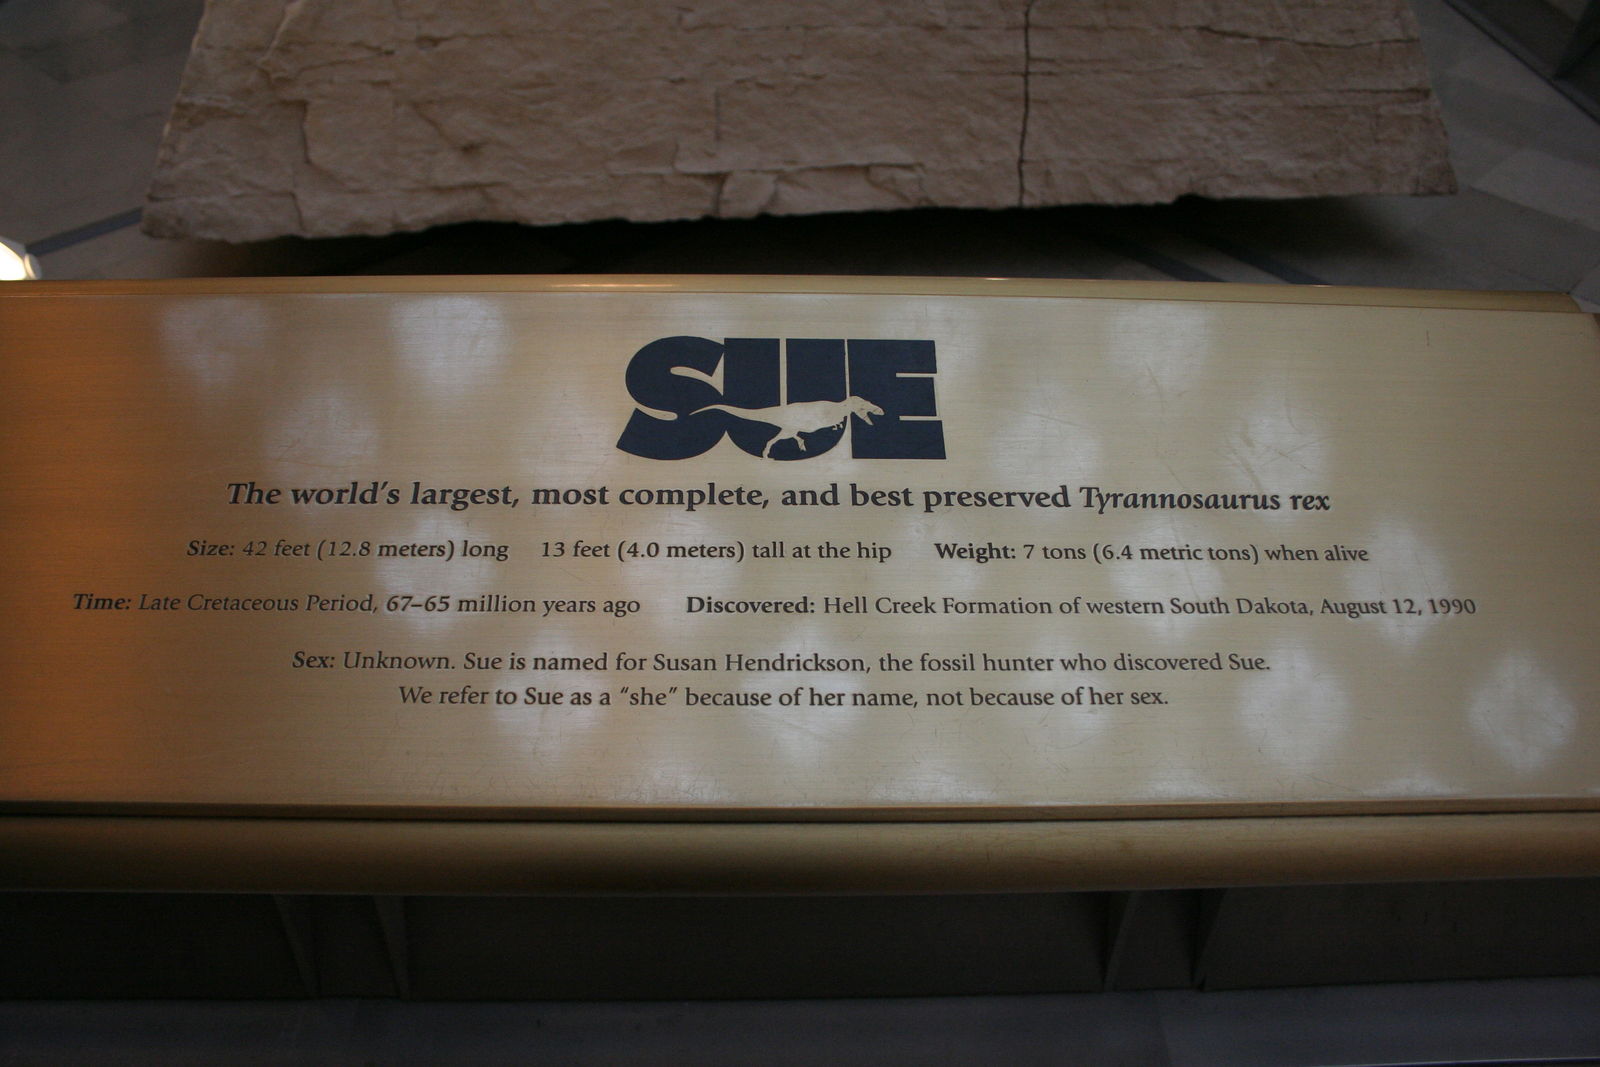 SUE
The world's largest, most complete, and best preserved Tyrannosaurus rex
Size: 42 feet (12.8 meters) long 13 feet (4.0 meters) tall at the hip Weight: 7 tons (6.4 metric tons) when alive
Time: Late Cretaceous Period, 67–65 million years ago Discovered: Hell Creek Formation of western South Dakota, August 12, 1990
Sex: Unknown. Sue is named for Susan Hendrickson, the fossil hunter who discovered Sue.
We refer to Sue as a “she” because of her name, not because of her sex.